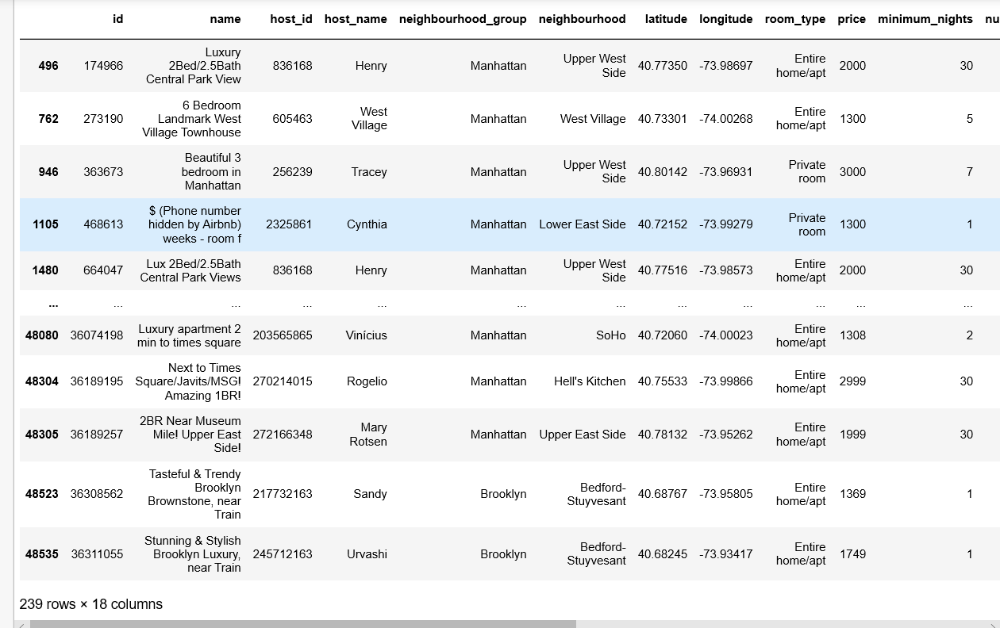 id name host_id host_name neighbourhood_group neighbourhood latitude longitude room_type price minimum_nights nu
496 174966 Luxury 2Bed/2.5Bath Central Park View 836168 Henry Manhattan Upper West Side 40.77350 -73.98697 Entire home/apt 2000 30
762 273190 6 Bedroom Landmark West Village Townhouse 605463 West Village Manhattan West Village 40.73301 -74.00268 Entire home/apt 1300 5
946 363673 Beautiful 3 bedroom in Manhattan 256239 Tracey Manhattan Upper West Side 40.80142 -73.96931 Private room 3000 7
1105 468613 $ (Phone number hidden by Airbnb) weeks - room f 2325861 Cynthia Manhattan Lower East Side 40.72152 -73.99279 Private room 1300 1
1480 664047 Lux 2Bed/2.5Bath Central Park Views 836168 Henry Manhattan Upper West Side 40.77516 -73.98573 Entire home/apt 2000 30
... ... ... ... ... ... ... ... ... ... ... ...
48080 36074198 Luxury apartment 2 min to times square 203565865 Vinícius Manhattan SoHo 40.72060 -74.00023 Entire home/apt 1308 2
48304 36189195 Next to Times Square/Javits/MSG! Amazing 1BR! 270214015 Rogelio Manhattan Hell's Kitchen 40.75533 -73.99866 Entire home/apt 2999 30
48305 36189257 2BR Near Museum Mile! Upper East Side! 272166348 Mary Rotsen Manhattan Upper East Side 40.78132 -73.95262 Entire home/apt 1999 30
48523 36308562 Tasteful & Trendy Brooklyn Brownstone, near Train 217732163 Sandy Brooklyn Bedford-Stuyvesant 40.68767 -73.95805 Entire home/apt 1369 1
48535 36311055 Stunning & Stylish Brooklyn Luxury, near Train 245712163 Urvashi Brooklyn Bedford-Stuyvesant 40.68245 -73.93417 Entire home/apt 1749 1
239 rows × 18 columns